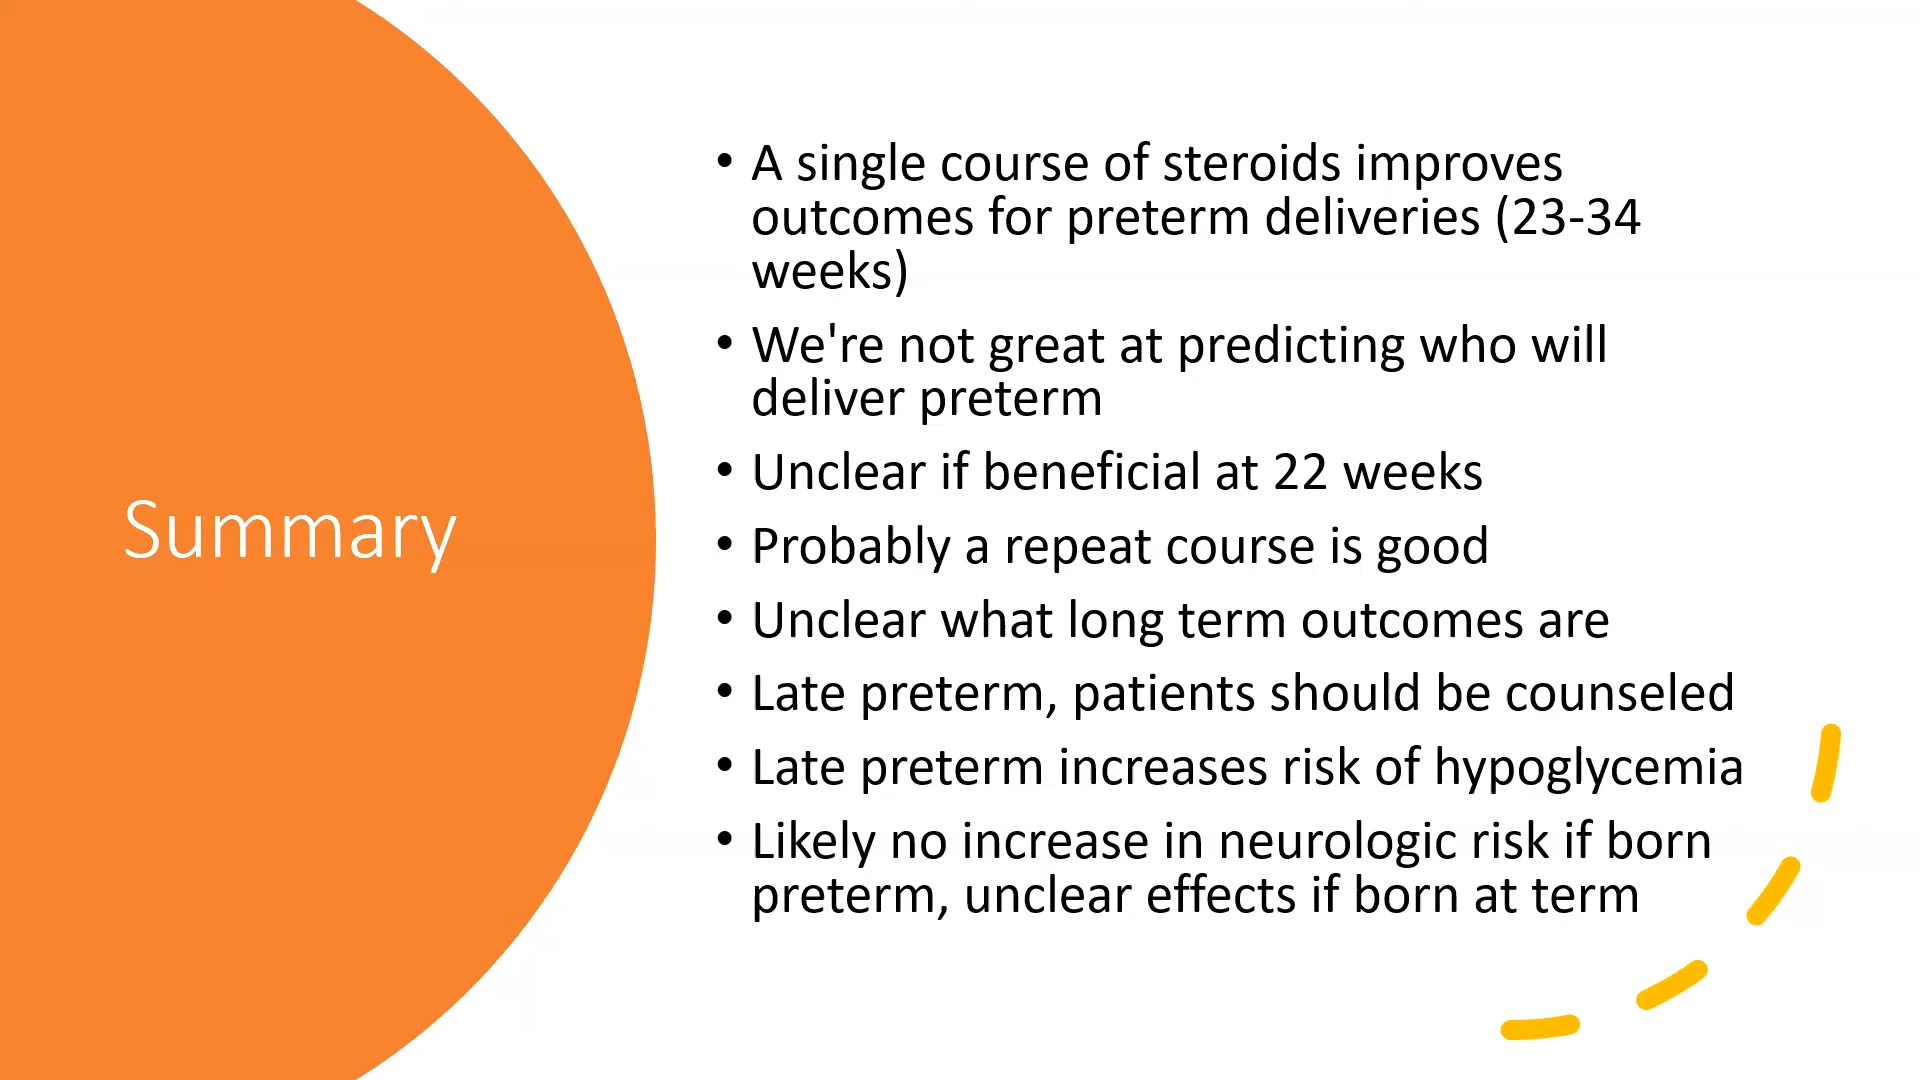 Summary
• A single course of steroids improves
outcomes for preterm deliveries (23-34
weeks)
• We're not great at predicting who will
deliver preterm
• Unclear if beneficial at 22 weeks
• Probably a repeat course is good
• Unclear what long term outcomes are
• Late preterm, patients should be counseled
• Late preterm increases risk of hypoglycemia
• Likely no increase in neurologic risk if born
preterm, unclear effects if born at term